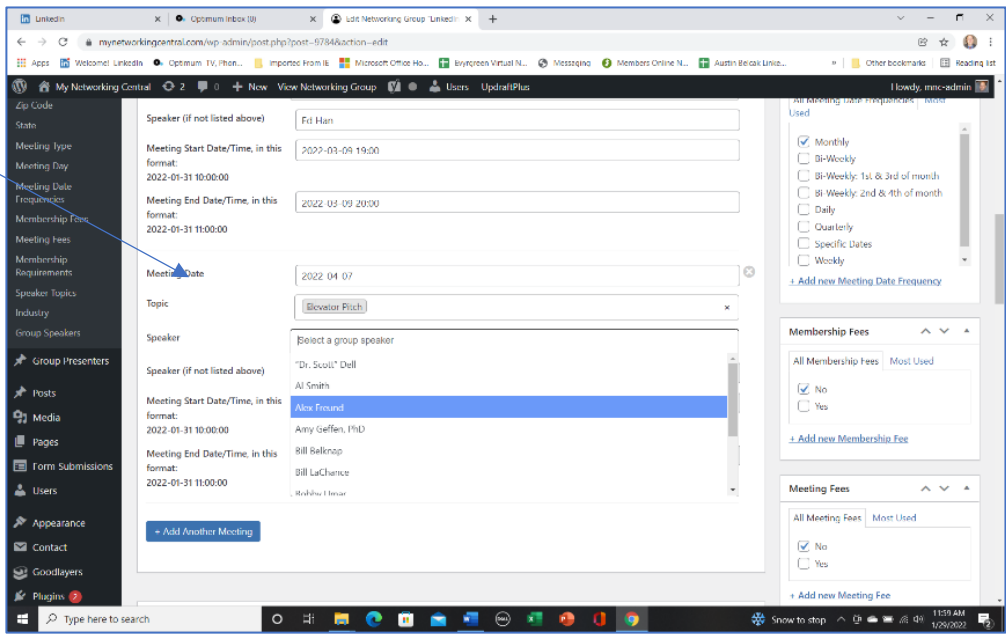 LinkedIn
Optimum Inbox (8)
Edit Networking Group "LinkedIn
mynetworkingcentral.com/wp-admin/post.php?post=9784&action=edit
Apps Welcome! LinkedIn Optimum TV, Phon... Imported From IE Microsoft Office Ho... Evyrgreen Virtual N... Messaging Members Online N... Austin Belcak Linke... » Other bookmarks Reading list
My Networking Central 2 0 + New View Networking Group Users UpdraftPlus Howdy, mnc-admin
Zip Code
State
Meeting Type
Meeting Day
Meeting Date
Frequencies
Membership Fees
Meeting Fees
Membership
Requirements
Speaker Topics
Industry
Group Speakers
Group Presenters
Posts
Media
Pages
Form Submissions
Users
Appearance
Contact
Goodlayers
Plugins 2
Speaker (if not listed above)
Ed Han
Meeting Start Date/Time, in this
format:
2022-01-31 10:00:00
2022-03-09 19:00
Meeting End Date/Time, in this
format:
2022-01-31 11:00:00
2022-03-09 20:00
Meeting Date
2022-04-07
Topic
Elevator Pitch
×
Speaker
Select a group speaker
"Dr. Scott" Dell
Al Smith
Alex Freund
Amy Geffen, PhD
Bill Belknap
Bill LaChance
Bobby Umar
Speaker (if not listed above)
Meeting Start Date/Time, in this
format:
2022-01-31 10:00:00
Meeting End Date/Time, in this
format:
2022-01-31 11:00:00
+ Add Another Meeting
All Meeting Date Frequencies Most
Used
Monthly
Bi-Weekly
Bi-Weekly: 1st & 3rd of month
Bi-Weekly: 2nd & 4th of month
Daily
Quarterly
Specific Dates
Weekly
+ Add new Meeting Date Frequency
Membership Fees
All Membership Fees Most Used
No
Yes
+ Add new Membership Fee
Meeting Fees
All Meeting Fees Most Used
No
Yes
+ Add new Meeting Fee
Type here to search
Snow to stop
11:59 AM
1/29/2022